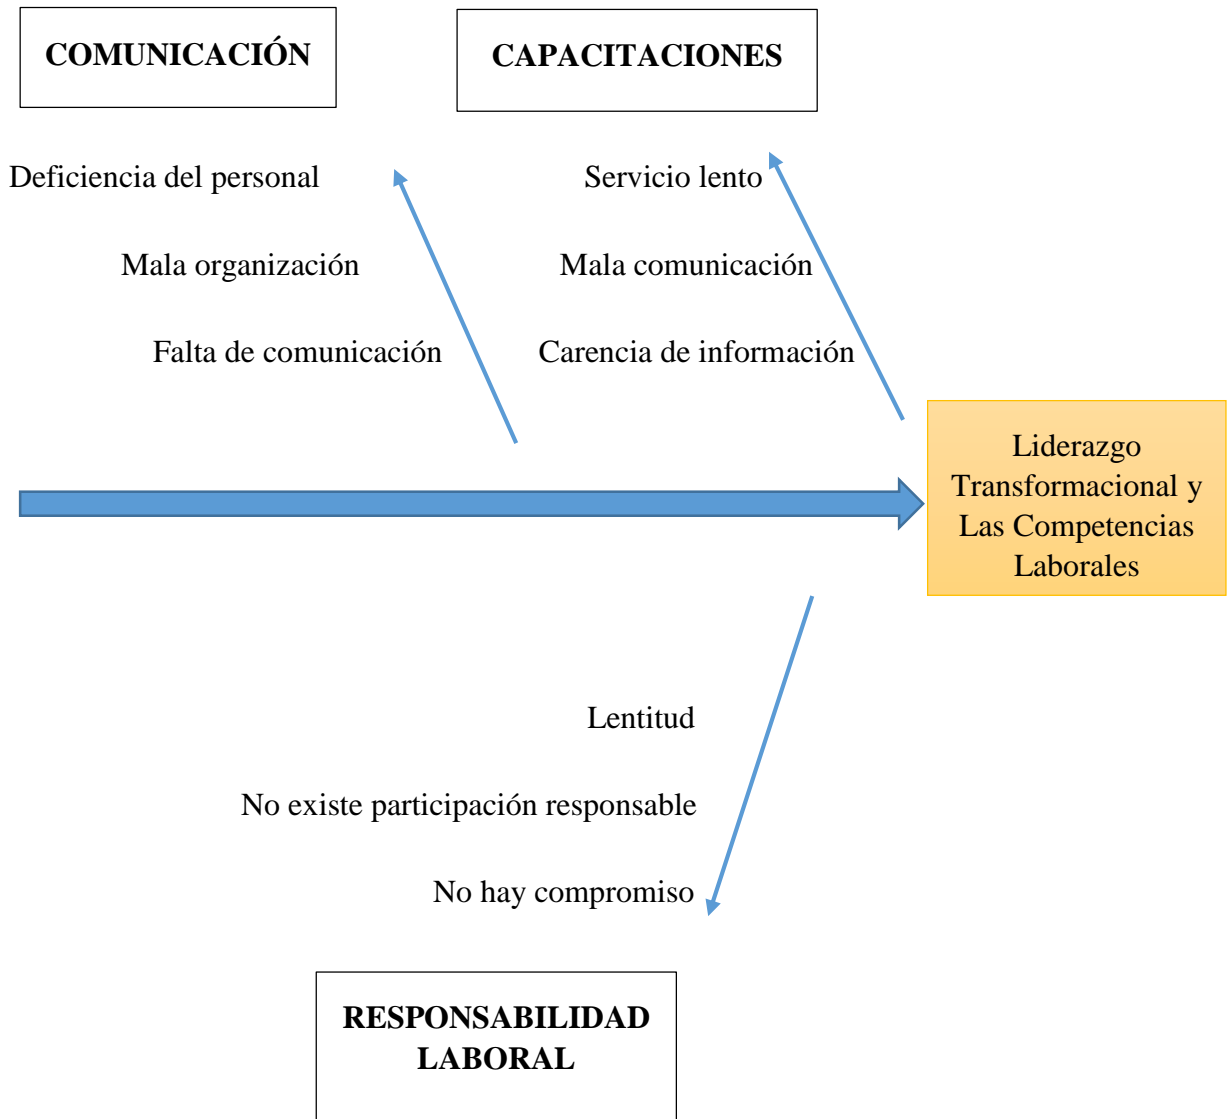 COMUNICACIÓN
CAPACITACIONES
Deficiencia del personal
Mala organización
Falta de comunicación
Servicio lento
Mala comunicación
Carencia de información
Liderazgo
Transformacional y
Las Competencias
Laborales
Lentitud
No existe participación responsable
No hay compromiso
RESPONSABILIDAD
LABORAL